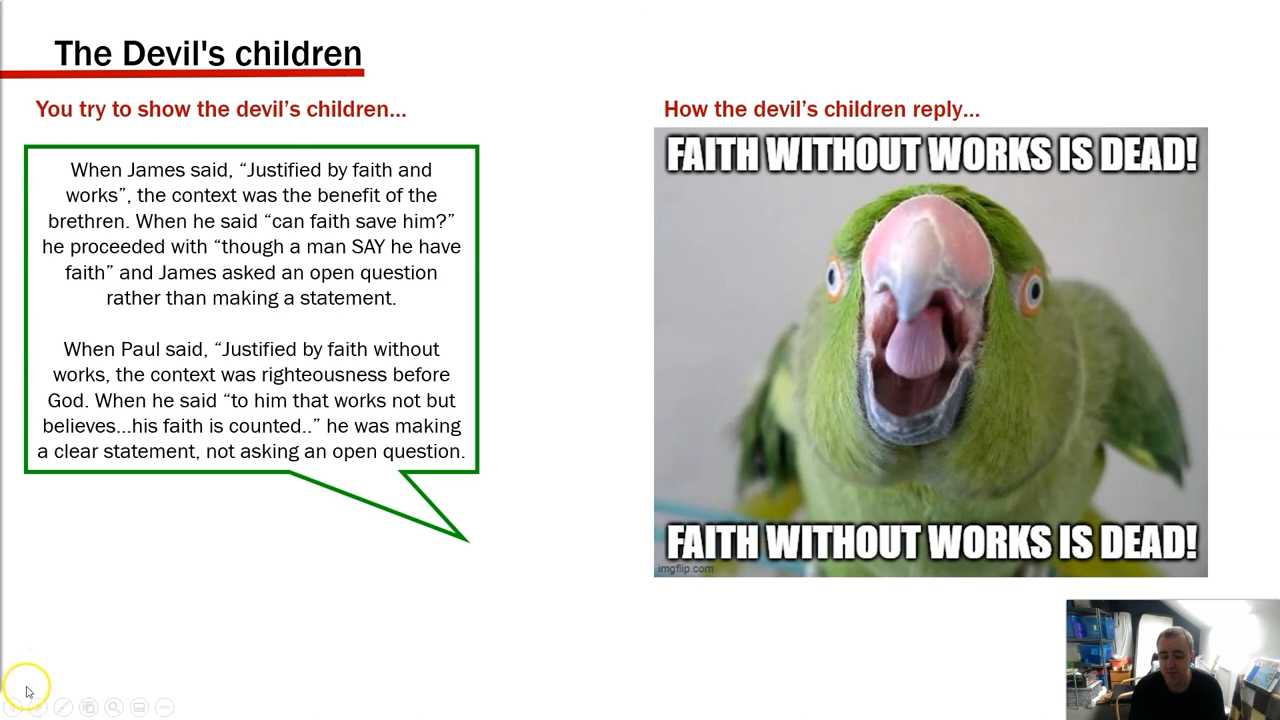 The Devil's children
You try to show the devil’s children...
When James said, “Justified by faith and
works”, the context was the benefit of the
brethren. When he said “can faith save him?”
he proceeded with “though a man SAY he have
faith” and James asked an open question
rather than making a statement.
When Paul said, “Justified by faith without
works, the context was righteousness before
God. When he said “to him that works not but
believes...his faith is counted..” he was making
a clear statement, not asking an open question.
How the devil’s children reply...
FAITH WITHOUT WORKS IS DEAD!
FAITH WITHOUT WORKS IS DEAD!
imgflip.com